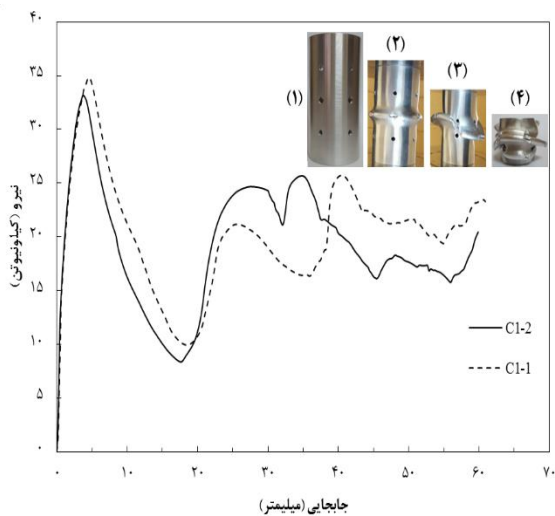 ۴۰
۳۵
۳۰
۲۵
۲۰
۱۵
۱۰
۵
۰
نیرو (کیلونیوتن)
(۱)
(۲)
(۳)
(۴)
C1-2
C1-1
۰ ۱۰ ۲۰ ۳۰ ۴۰ ۵۰ ۶۰ ۷۰
جابجایی (میلیمتر)